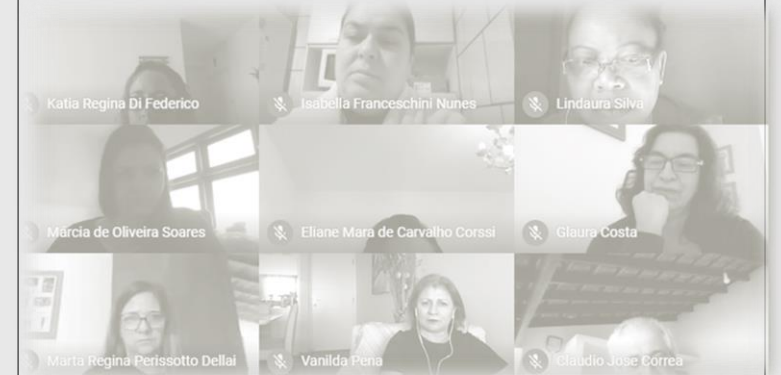 Katia Regina Di Federico
Isabella Franceschini Nunes
Lindaura Silva
Márcia de Oliveira Soares
Eliane Mara de Carvalho Corssi
Glaura Costa
Marta Regina Perissotto Dellai
Vanilda Pena
Claudio Jose Correa